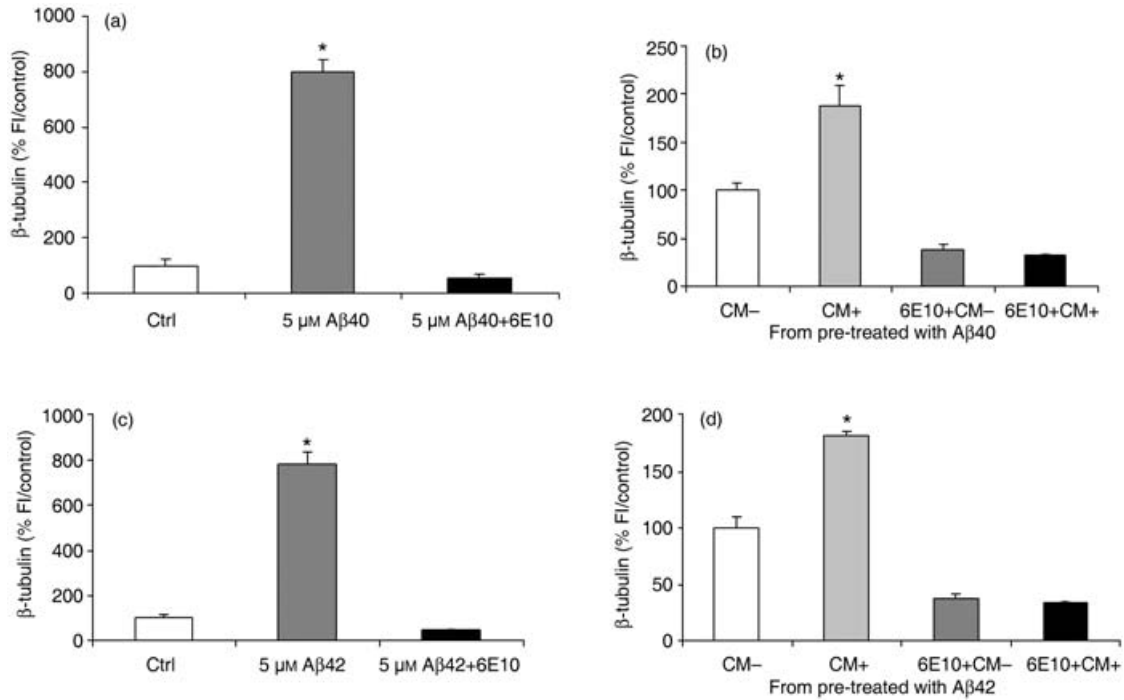 (a)
β-tubulin (% FI/control)
1000
800
600
400
200
0
*
Ctrl
5 μM Aβ40
5 μM Aβ40+6E10
(b)
β-tubulin (% FI/control)
250
200
150
100
50
0
*
CM–
CM+
6E10+CM–
6E10+CM+
From pre-treated with Aβ40
(c)
β-tubulin (% FI/control)
1000
800
600
400
200
0
*
Ctrl
5 μM Aβ42
5 μM Aβ42+6E10
(d)
β-tubulin (% FI/control)
200
150
100
50
0
*
CM–
CM+
6E10+CM–
6E10+CM+
From pre-treated with Aβ42